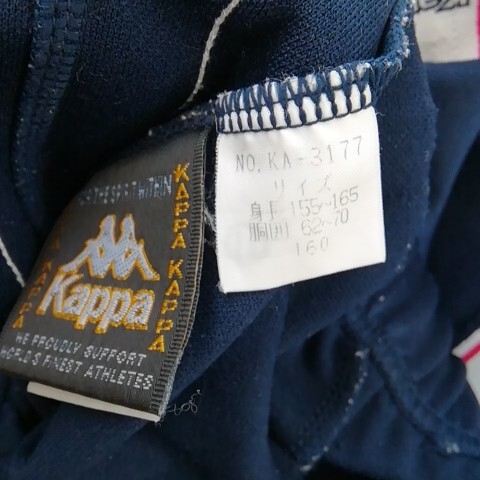 NO.KA-3177
サイズ
身長 155~165
胴囲 62~70
160
KAPPA KAPPA
Kappa
WE PROUDLY SUPPORT
WORLD'S FINEST ATHLETES